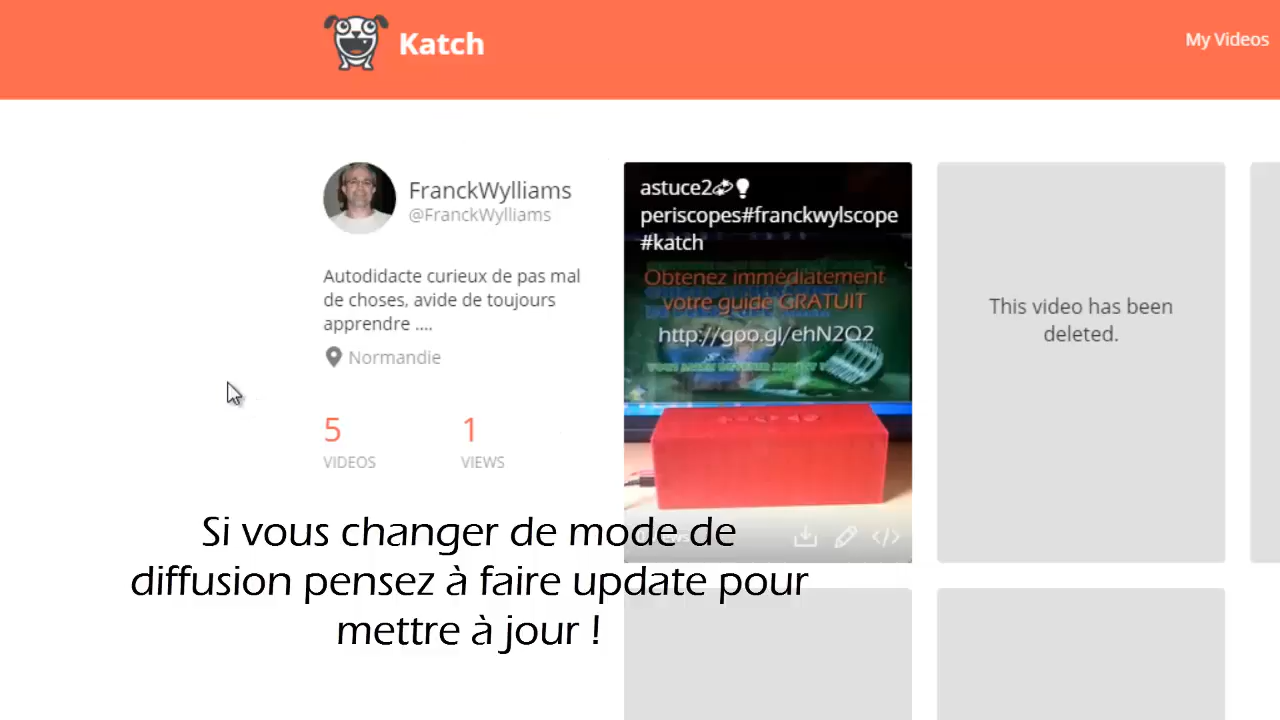 Katch
My Videos
FranckWylliams
@FranckWylliams
Autodidacte curieux de pas mal
de choses, avide de toujours
apprendre ....
Normandie
5
VIDEOS
1
VIEWS
astuce2
periscopes#franckwylscope
#katch
Obtenez immédiatement
votre guide GRATUIT
http://goo.gl/ehN2O2
This video has been
deleted.
Si vous changer de mode de
diffusion pensez à faire update pour
mettre à jour !